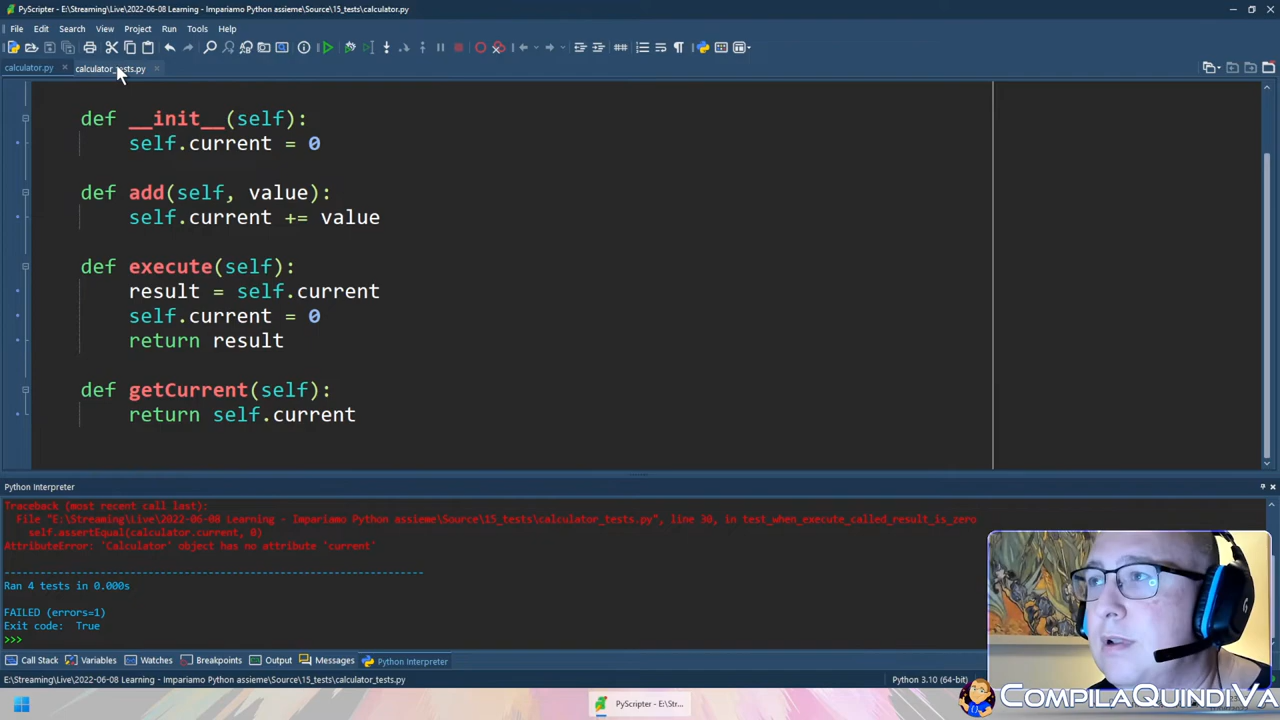 PyScripter - E:\Streaming\Live\2022-06-08 Learning - Impariamo Python assieme\Source\15_tests\calculator.py
File Edit Search View Project Run Tools Help
calculator.py calculator_tests.py
def __init__(self):
self.current = 0
def add(self, value):
self.current += value
def execute(self):
result = self.current
self.current = 0
return result
def getCurrent(self):
return self.current
Python Interpreter
Traceback (most recent call last):
File "E:\Streaming\Live\2022-06-08 Learning - Impariamo Python assieme\Source\15_tests\calculator_tests.py", line 30, in test_when_execute_called_result_is_zero
self.assertEqual(calculator.current, 0)
AttributeError: 'Calculator' object has no attribute 'current'
----------------------------------------------------------------------
Ran 4 tests in 0.000s
FAILED (errors=1)
Exit code: True
>>>
Call Stack Variables Watches Breakpoints Output Messages Python Interpreter
E:\Streaming\Live\2022-06-08 Learning - Impariamo Python assieme\Source\15_tests\calculator_tests.py Python 3.10 (64-bit)
PyScripter - E:\Stre...
COMPILAQUINDIVA